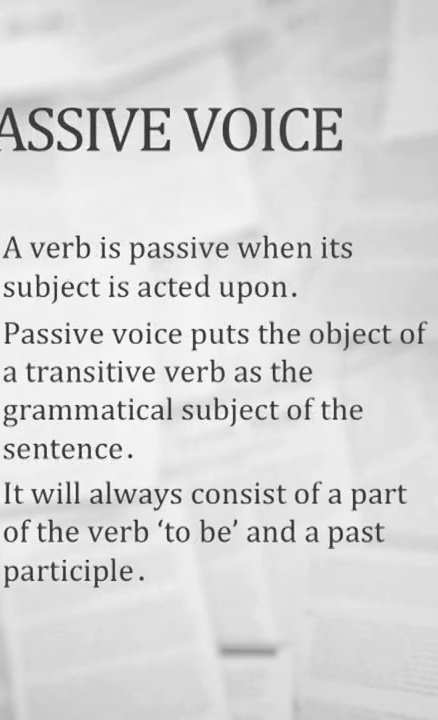 ASSIVE VOICE
A verb is passive when its
subject is acted upon.
Passive voice puts the object of
a transitive verb as the
grammatical subject of the
sentence.
It will always consist of a part
of the verb ‘to be’ and a past
participle.